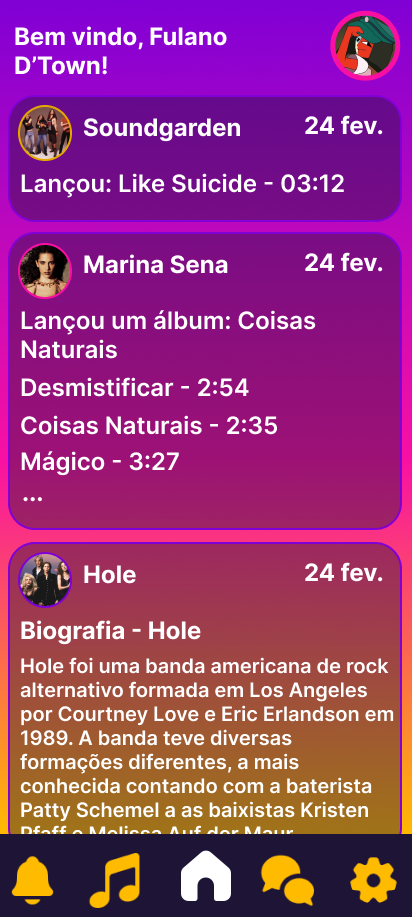 Bem vindo, Fulano
D’Town!
Soundgarden
24 fev.
Lançou: Like Suicide - 03:12
Marina Sena
24 fev.
Lançou um álbum: Coisas
Naturais
Desmistificar - 2:54
Coisas Naturais - 2:35
Mágico - 3:27
...
Hole
24 fev.
Biografia - Hole
Hole foi uma banda americana de rock
alternativo formada em Los Angeles
por Courtney Love e Eric Erlandson em
1989. A banda teve diversas
formações diferentes, a mais
conhecida contando com a baterista
Patty Schemel a as baixistas Kristen
Pfaff e Melissa Auf der Maur